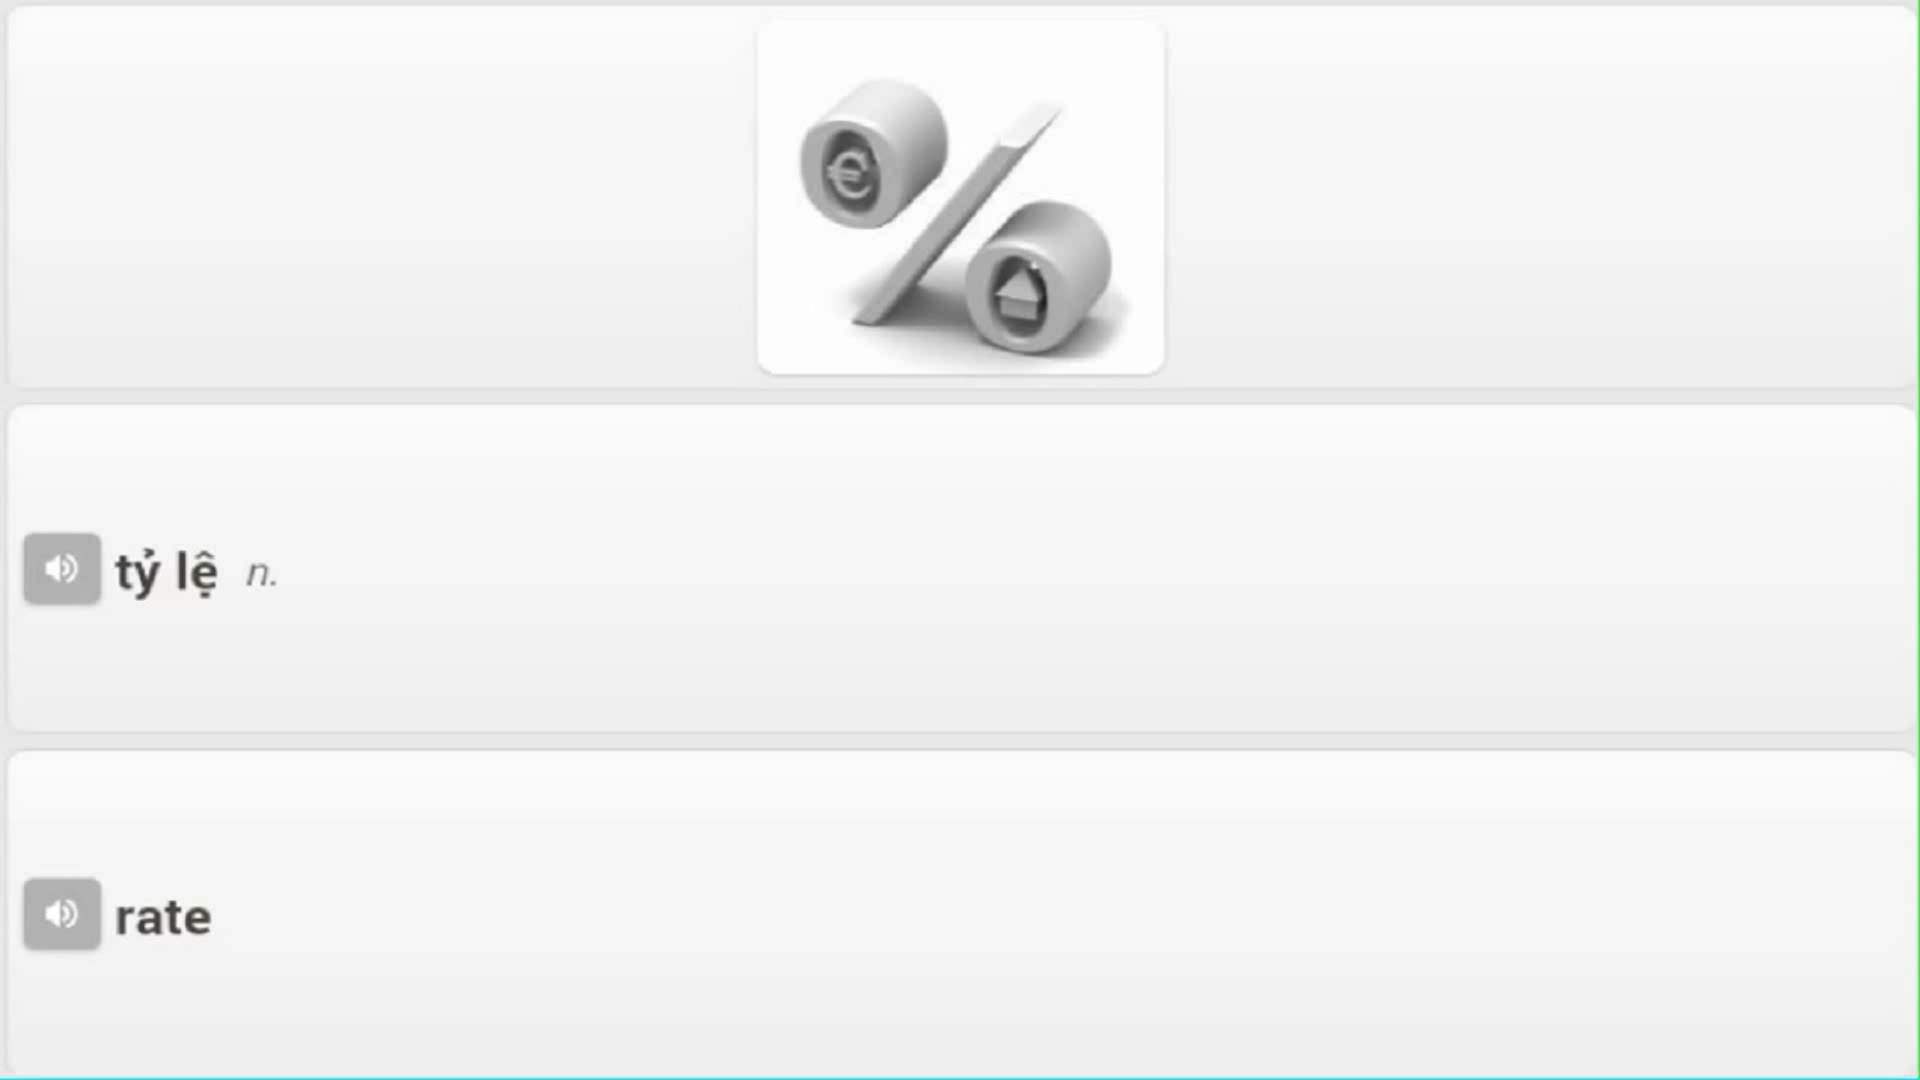 €
tỷ lệ n.
rate